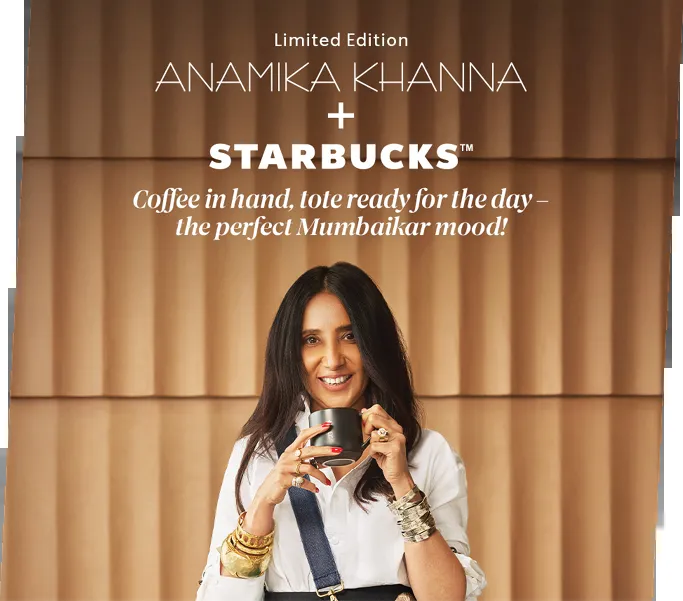 Limited Edition
ANAMIKA KHANNA
+
STARBUCKS™
Coffee in hand, tote ready for the day –
the perfect Mumbaikar mood!